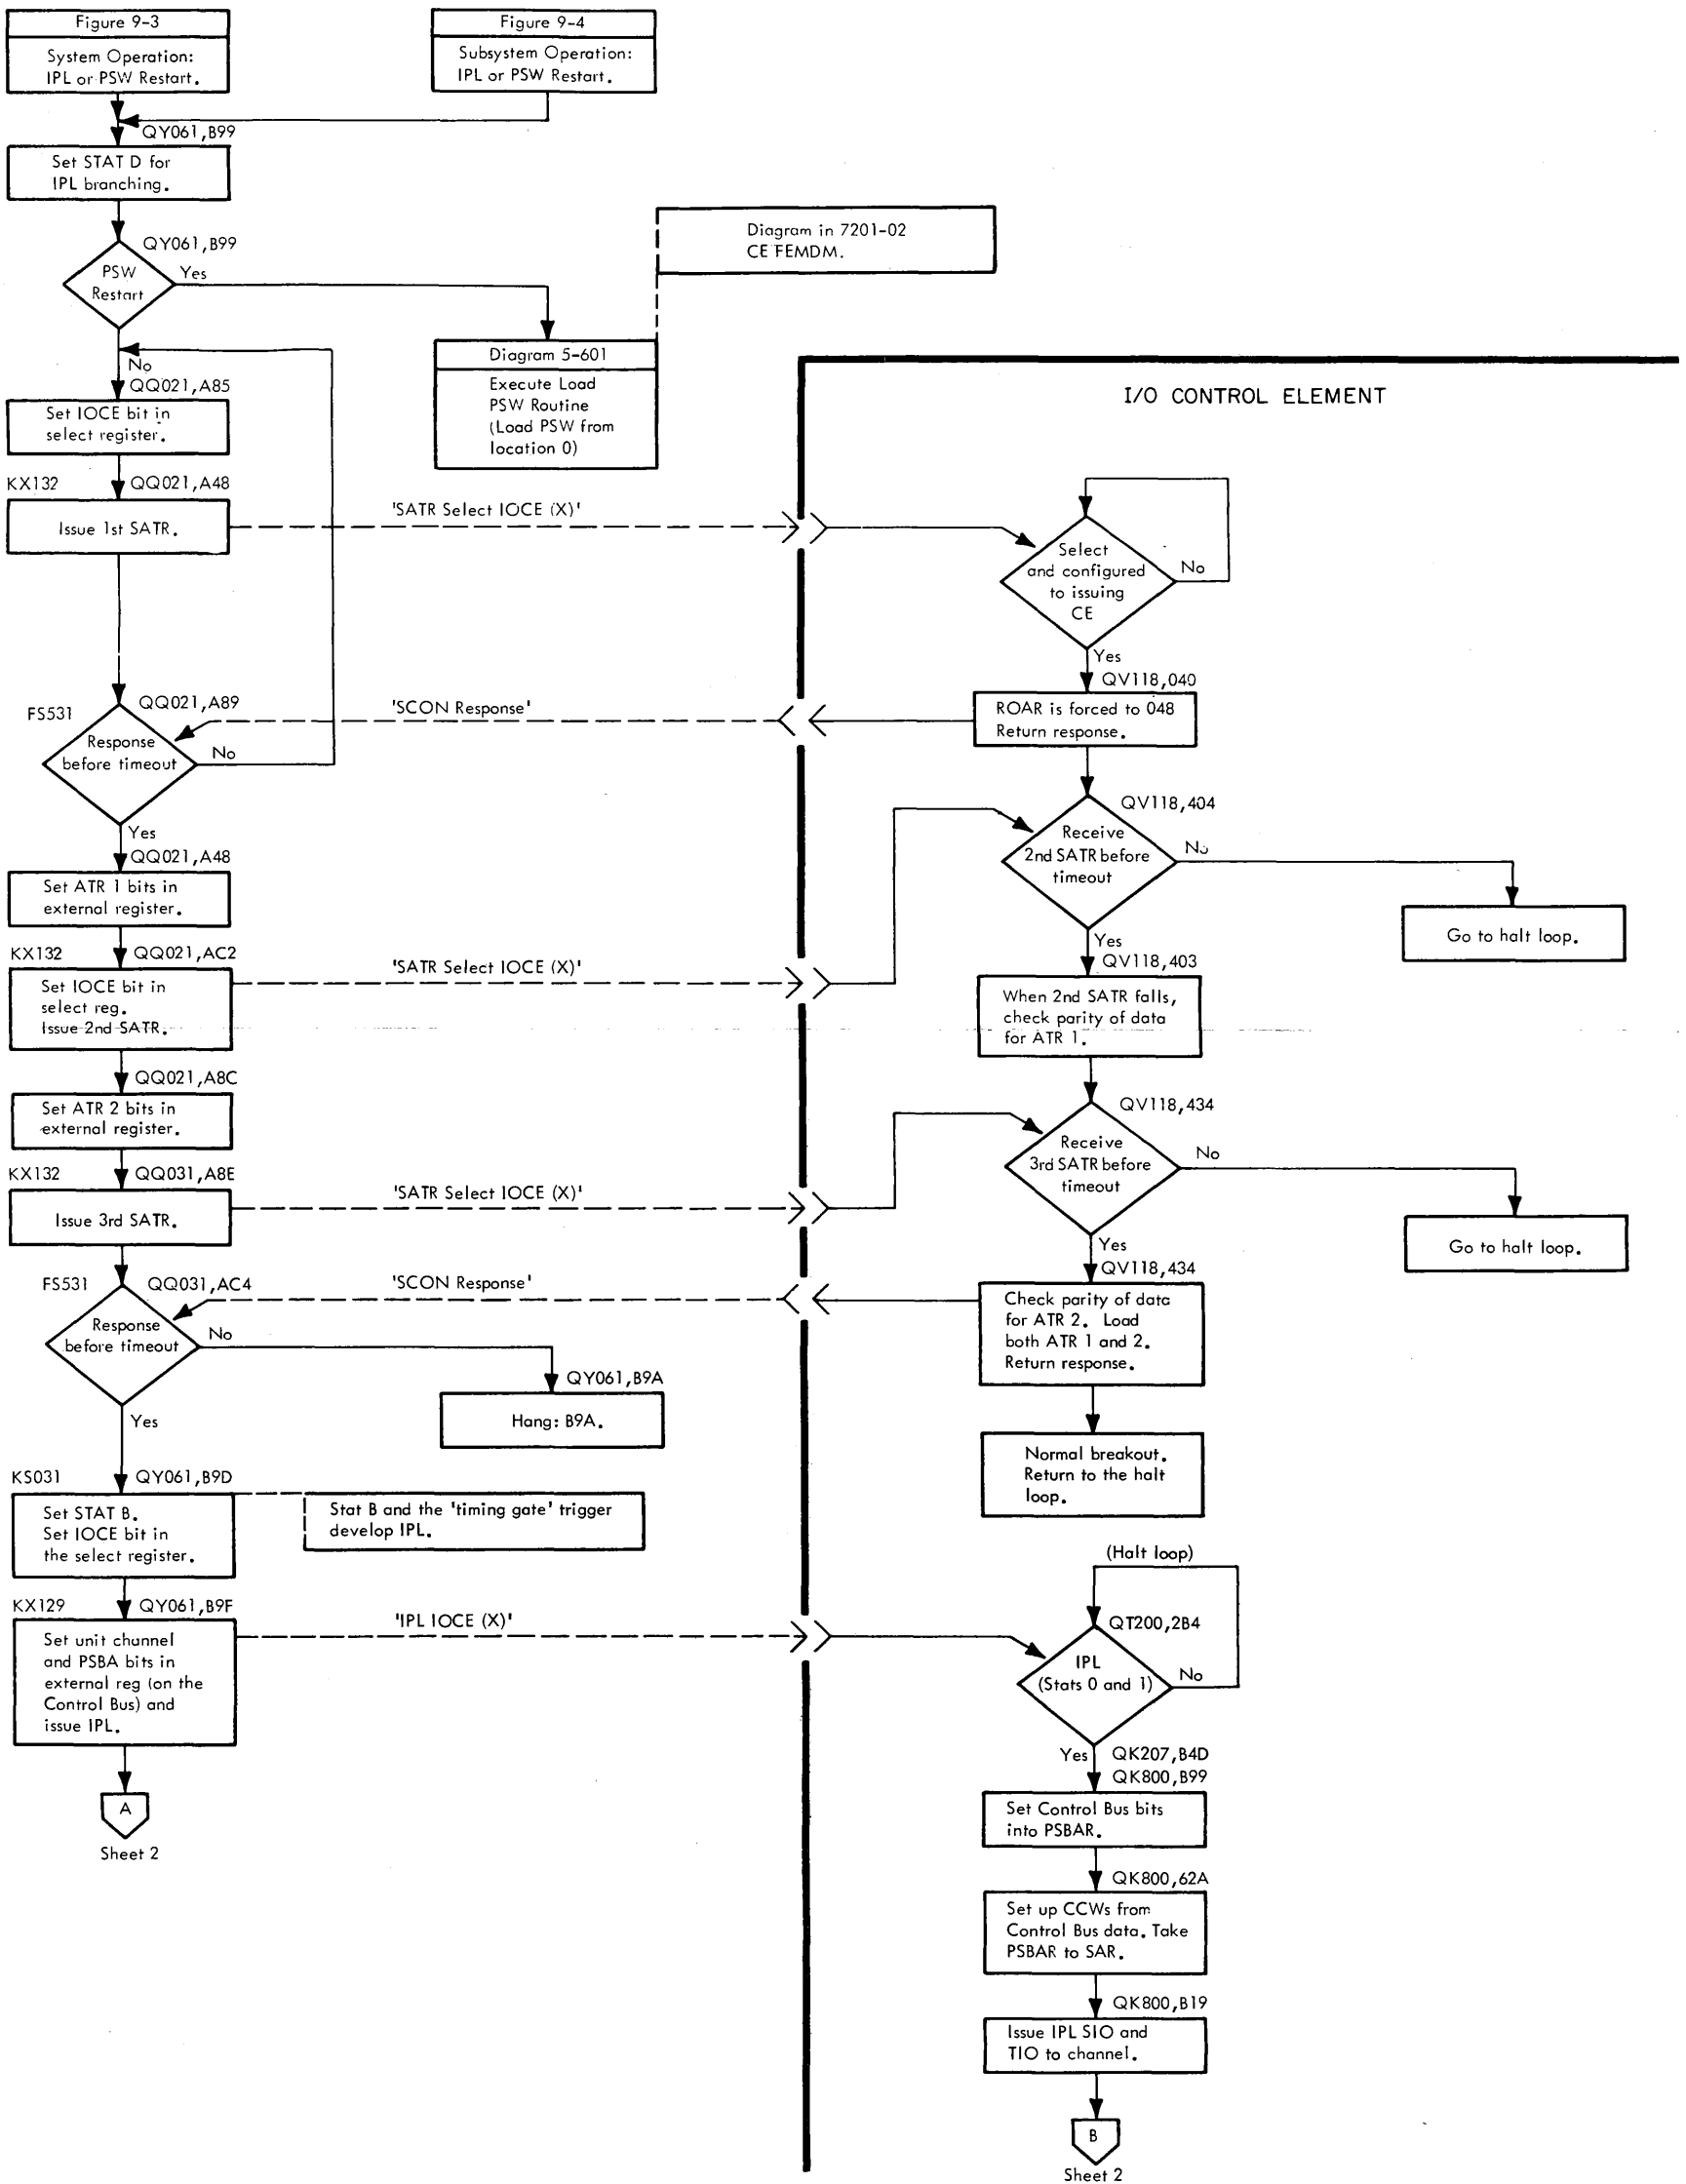 Figure 9-3
System Operation:
IPL or PSW Restart.
Figure 9-4
Subsystem Operation:
IPL or PSW Restart.
QY061,B99
Set STAT D for
IPL branching.
QY061,B99
PSW
Restart
Yes
No
Diagram in 7201-02
CE FEMDM.
Diagram 5-601
Execute Load
PSW Routine
(Load PSW from
location 0)
QQ021,A85
Set IOCE bit in
select register.
KX132
QQ021,A48
Issue 1st SATR.
'SATR Select IOCE (X)'
FS531
QQ021,A89
Response
before timeout
No
Yes
'SCON Response'
QQ021,A48
Set ATR 1 bits in
external register.
KX132
QQ021,AC2
Set IOCE bit in
select reg.
Issue 2nd SATR.
'SATR Select IOCE (X)'
QQ021,A8C
Set ATR 2 bits in
external register.
KX132
QQ031,A8E
Issue 3rd SATR.
'SATR Select IOCE (X)'
FS531
QQ031,AC4
Response
before timeout
No
Yes
'SCON Response'
QY061,B9A
Hang: B9A.
KS031
QY061,B9D
Set STAT B.
Set IOCE bit in
the select register.
Stat B and the 'timing gate' trigger
develop IPL.
KX129
QY061,B9F
Set unit channel
and PSBA bits in
external reg (on the
Control Bus) and
issue IPL.
'IPL IOCE (X)'
A
Sheet 2
I/O CONTROL ELEMENT
Select
and configured
to issuing
CE
No
Yes
QV118,040
ROAR is forced to 048
Return response.
QV118,404
Receive
2nd SATR before
timeout
No
Go to halt loop.
Yes
QV118,403
When 2nd SATR falls,
check parity of data
for ATR 1.
QV118,434
Receive
3rd SATR before
timeout
No
Go to halt loop.
Yes
QV118,434
Check parity of data
for ATR 2. Load
both ATR 1 and 2.
Return response.
Normal breakout.
Return to the halt
loop.
(Halt loop)
QT200,2B4
IPL
(Stats 0 and 1)
No
Yes
QK207,B4D
QK800,B99
Set Control Bus bits
into PSBAR.
QK800,62A
Set up CCWs from
Control Bus data. Take
PSBAR to SAR.
QK800,B19
Issue IPL SIO and
TIO to channel.
B
Sheet 2